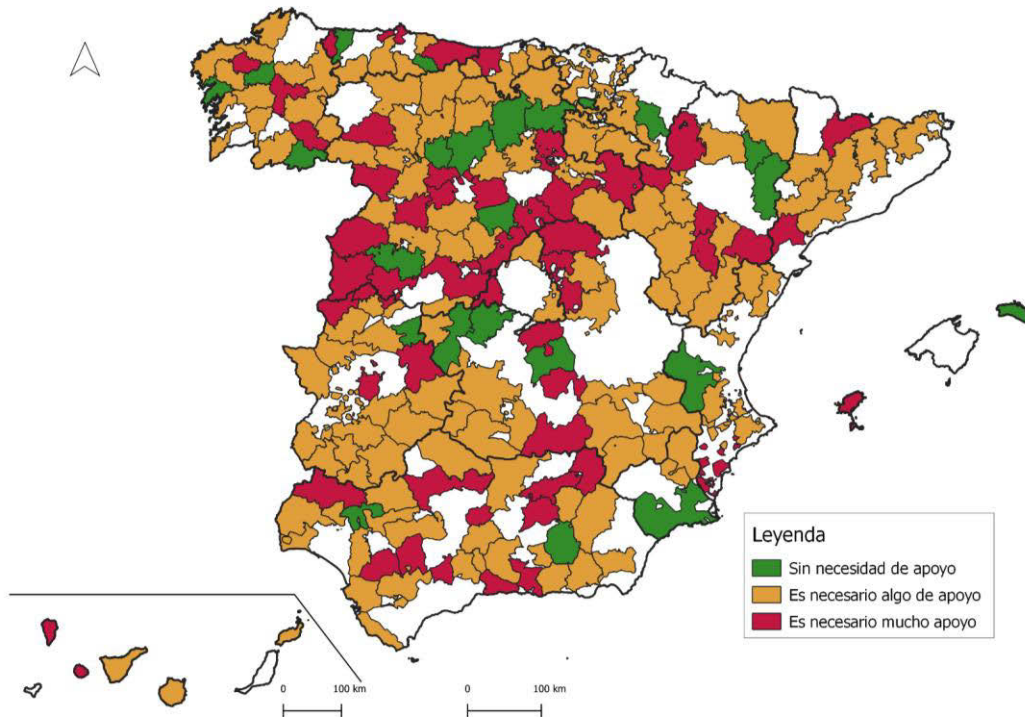 Leyenda
Sin necesidad de apoyo
Es necesario algo de apoyo
Es necesario mucho apoyo
0 100 km 0 100 km